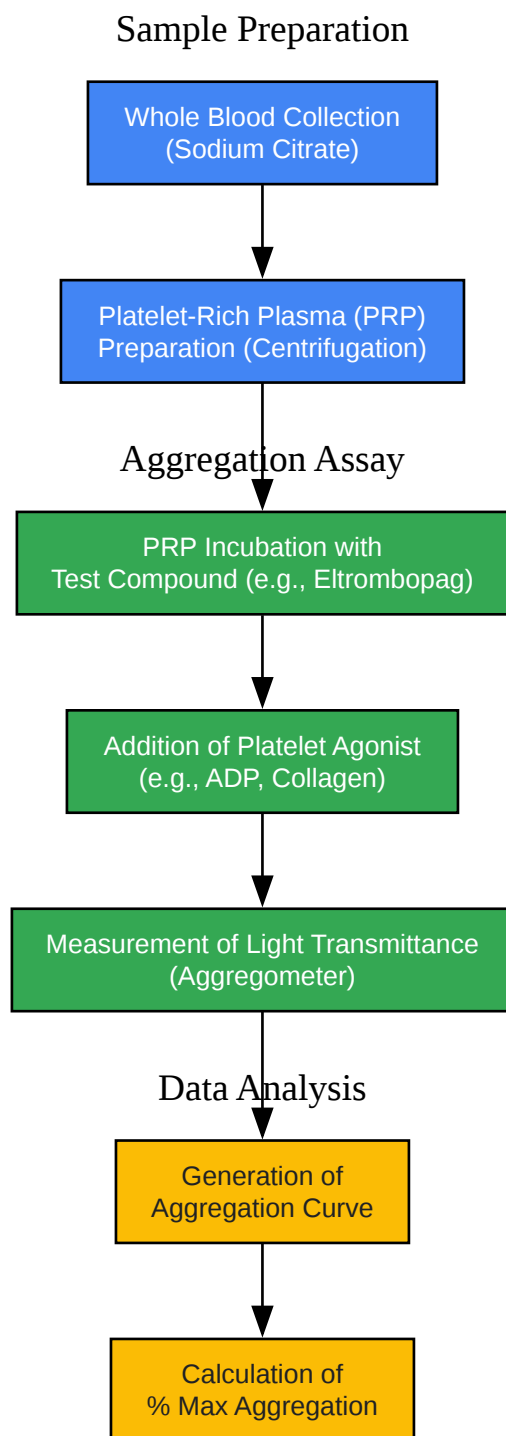 Sample Preparation
Whole Blood Collection
(Sodium Citrate)
Platelet-Rich Plasma (PRP)
Preparation (Centrifugation)
Aggregation Assay
PRP Incubation with
Test Compound (e.g., Eltrombopag)
Addition of Platelet Agonist
(e.g., ADP, Collagen)
Measurement of Light Transmittance
(Aggregometer)
Data Analysis
Generation of
Aggregation Curve
Calculation of
% Max Aggregation